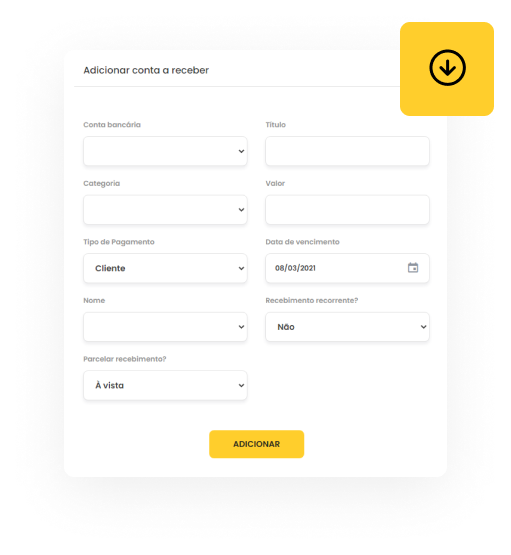 Adicionar conta a receber
Conta bancária
Título
Categoria
Valor
Tipo de Pagamento
Data de vencimento
Cliente
08/03/2021
Nome
Recebimento recorrente?
Não
Parcelar recebimento?
À vista
ADICIONAR